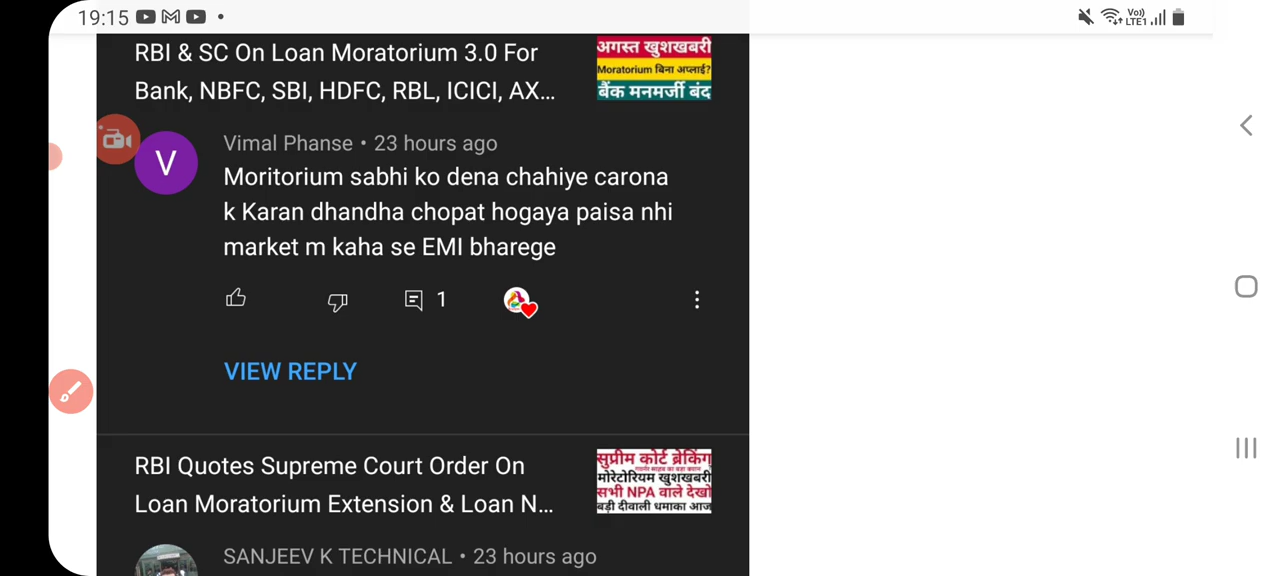 19:15
Vo)
LTE1
RBI & SC On Loan Moratorium 3.0 For
Bank, NBFC, SBI, HDFC, RBL, ICICI, AX...
अगस्त खुशखबरी
Moratorium बिना अप्लाई?
बैंक मनमर्जी बंद
V
Vimal Phanse • 23 hours ago
Moritorium sabhi ko dena chahiye carona
k Karan dhandha chopat hogaya paisa nhi
market m kaha se EMI bharege
1
VIEW REPLY
RBI Quotes Supreme Court Order On
Loan Moratorium Extension & Loan N...
सुप्रीम कोर्ट ब्रेकिंग
मोरेटोरियम खुशखबरी
सभी NPA वाले देखो
बड़ी दीवाली धमाका आज
SANJEEV K TECHNICAL • 23 hours ago